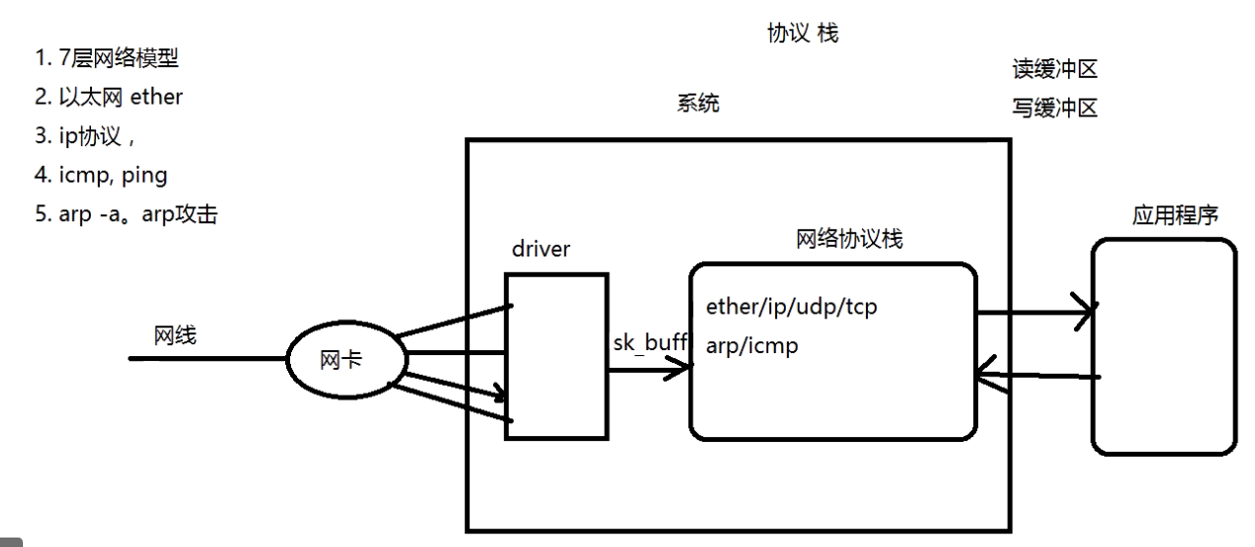 协议 栈
1. 7层网络模型
2. 以太网 ether
3. ip协议，
4. icmp, ping
5. arp -a。arp攻击
读缓冲区
写缓冲区
系统
应用程序
driver
网络协议栈
ether/ip/udp/tcp
arp/icmp
网线
网卡
sk_buff